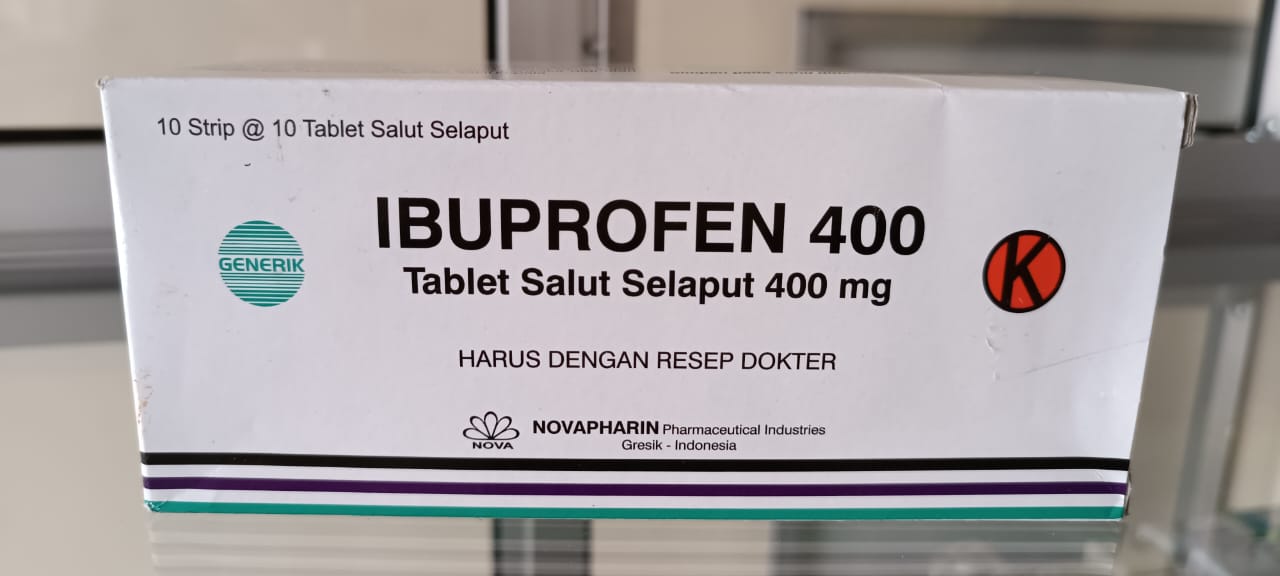 10 Strip @ 10 Tablet Salut Selaput
IBUPROFEN 400
GENERIK
K
Tablet Salut Selaput 400 mg
HARUS DENGAN RESEP DOKTER
NOVA
NOVAPHARIN Pharmaceutical Industries
Gresik - Indonesia